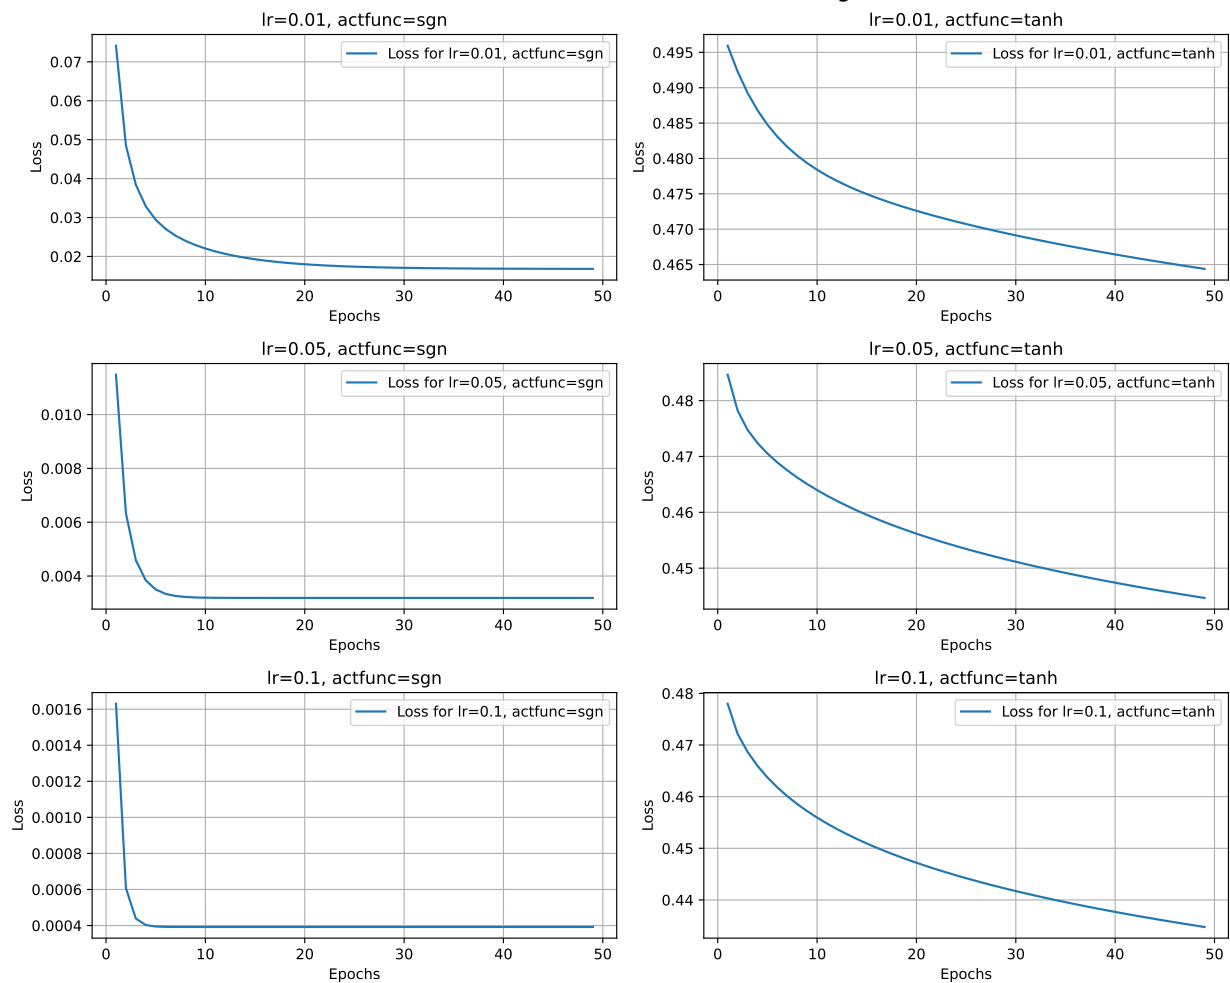 lr=0.01, actfunc=sgn
Loss for lr=0.01, actfunc=sgn
0.07
0.06
0.05
0.04
0.03
0.02
Loss
0 10 20 30 40 50
Epochs
lr=0.01, actfunc=tanh
Loss for lr=0.01, actfunc=tanh
0.495
0.490
0.485
0.480
0.475
0.470
0.465
Loss
0 10 20 30 40 50
Epochs
lr=0.05, actfunc=sgn
Loss for lr=0.05, actfunc=sgn
0.010
0.008
0.006
0.004
Loss
0 10 20 30 40 50
Epochs
lr=0.05, actfunc=tanh
Loss for lr=0.05, actfunc=tanh
0.48
0.47
0.46
0.45
Loss
0 10 20 30 40 50
Epochs
lr=0.1, actfunc=sgn
Loss for lr=0.1, actfunc=sgn
0.0016
0.0014
0.0012
0.0010
0.0008
0.0006
0.0004
Loss
0 10 20 30 40 50
Epochs
lr=0.1, actfunc=tanh
Loss for lr=0.1, actfunc=tanh
0.48
0.47
0.46
0.45
0.44
Loss
0 10 20 30 40 50
Epochs